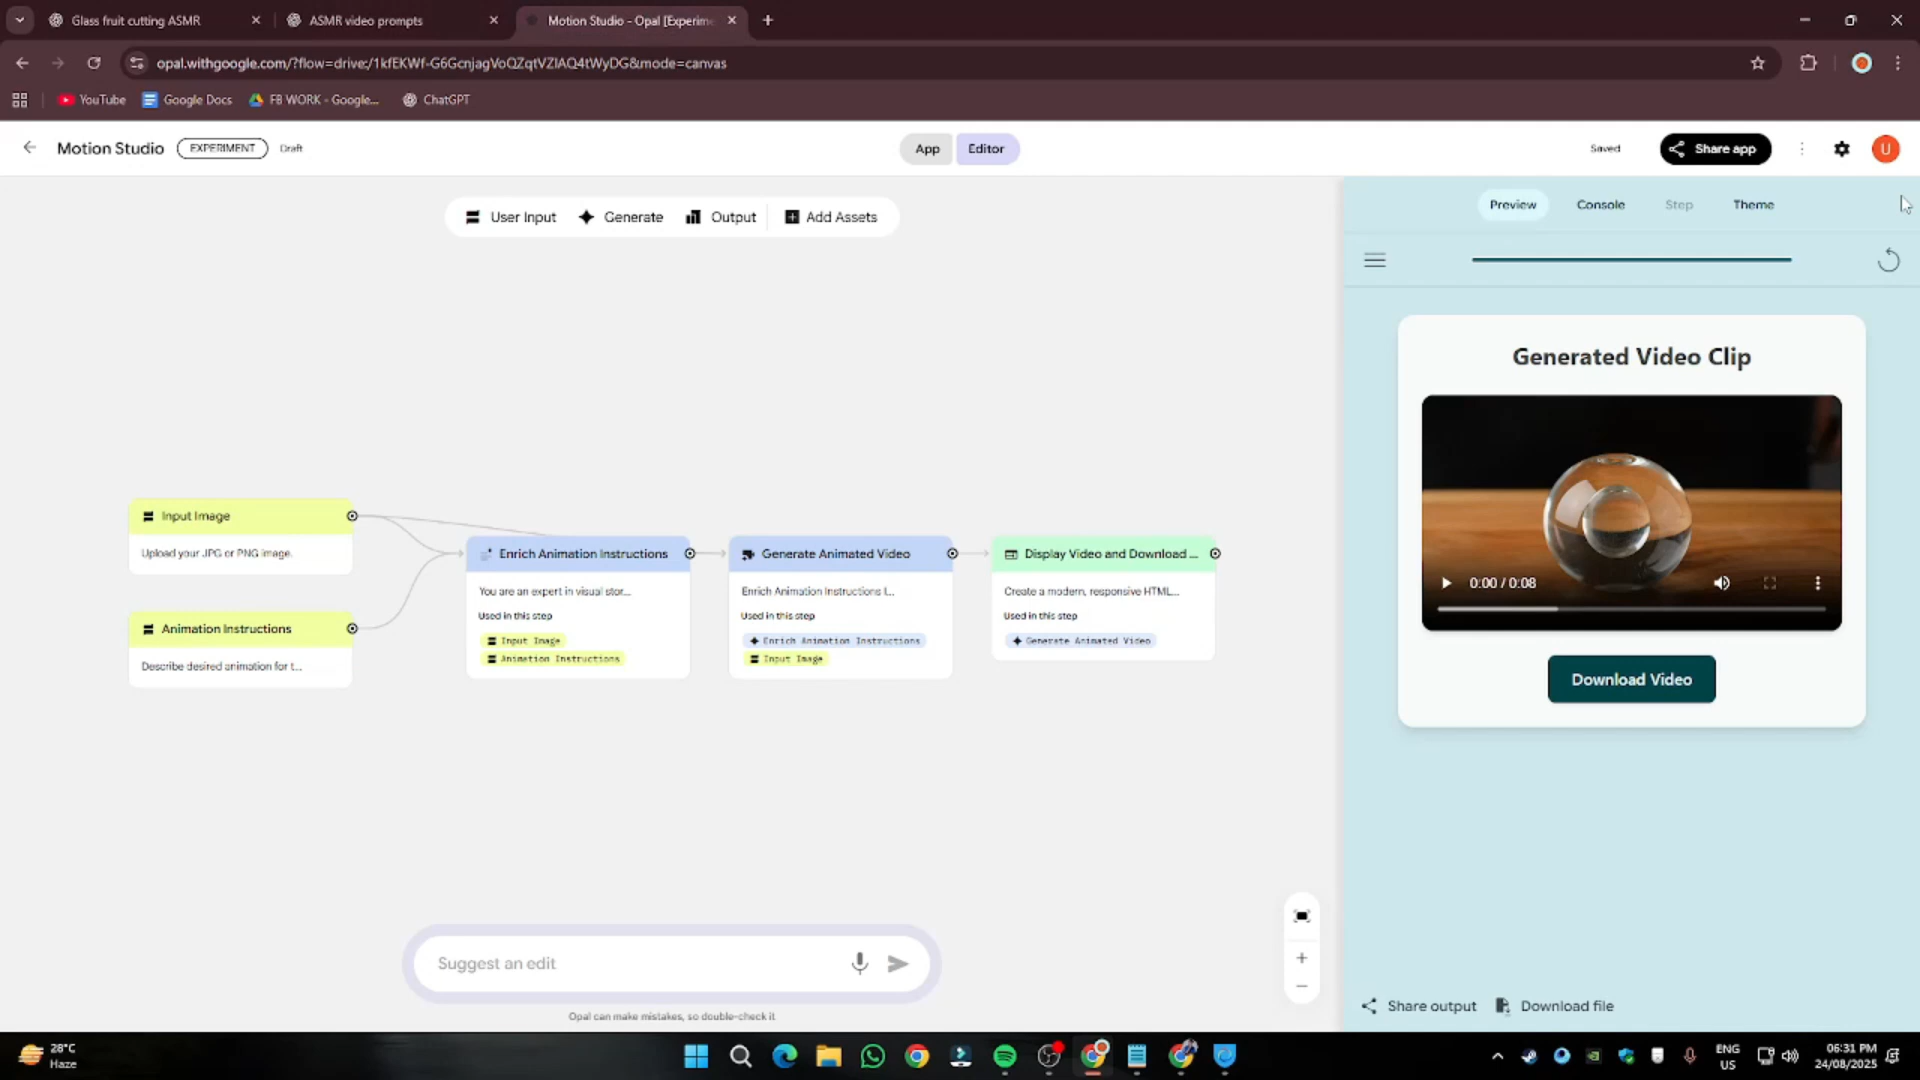 Glass fruit cutting ASMR
ASMR video prompts
Motion Studio - Opal [Experim
opal.withgoogle.com/?flow=drive:/1kfEKWf-G6GcnjagVoQZqtVZIAQ4tWyDG&mode=canvas
YouTube
Google Docs
FB WORK - Google...
ChatGPT
Motion Studio
EXPERIMENT
Draft
App
Editor
Saved
Share app
U
User Input
Generate
Output
Add Assets
Preview
Console
Step
Theme
Generated Video Clip
0:00 / 0:08
Download Video
Input Image
Upload your JPG or PNG image.
Animation Instructions
Describe desired animation for t...
Enrich Animation Instructions
You are an expert in visual stor...
Used in this step
Input Image
Animation Instructions
Generate Animated Video
Enrich Animation Instructions I...
Used in this step
Enrich Animation Instructions
Input Image
Display Video and Download ...
Create a modern, responsive HTML...
Used in this step
Generate Animated Video
Suggest an edit
Opal can make mistakes, so double-check it
Share output
Download file
28°C
Haze
ENG
US
06:31 PM
24/08/2025